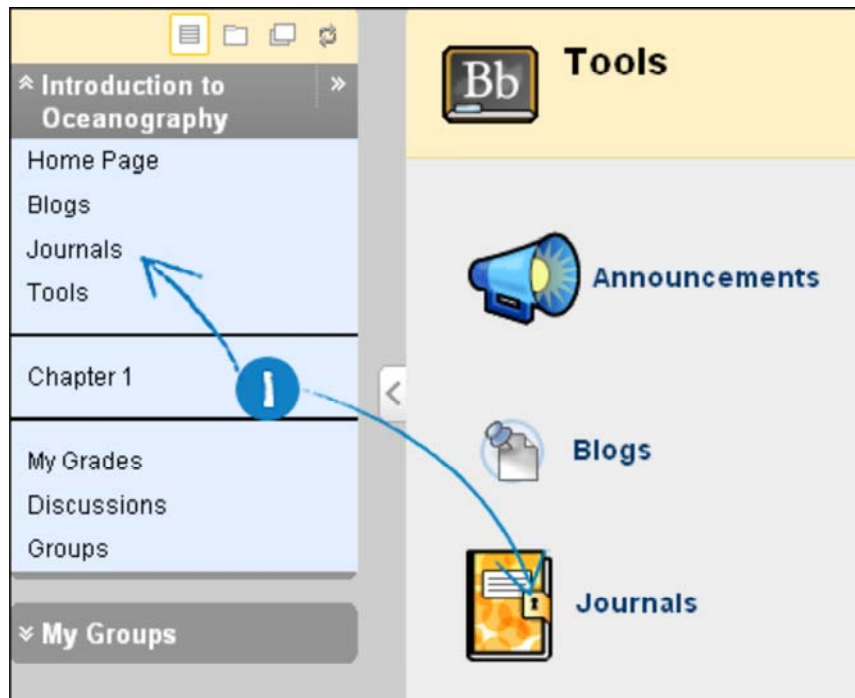 Introduction to
Oceanography
Home Page
Blogs
Journals
Tools
Chapter 1
1
My Grades
Discussions
Groups
My Groups
Bb
Tools
Announcements
Blogs
Journals